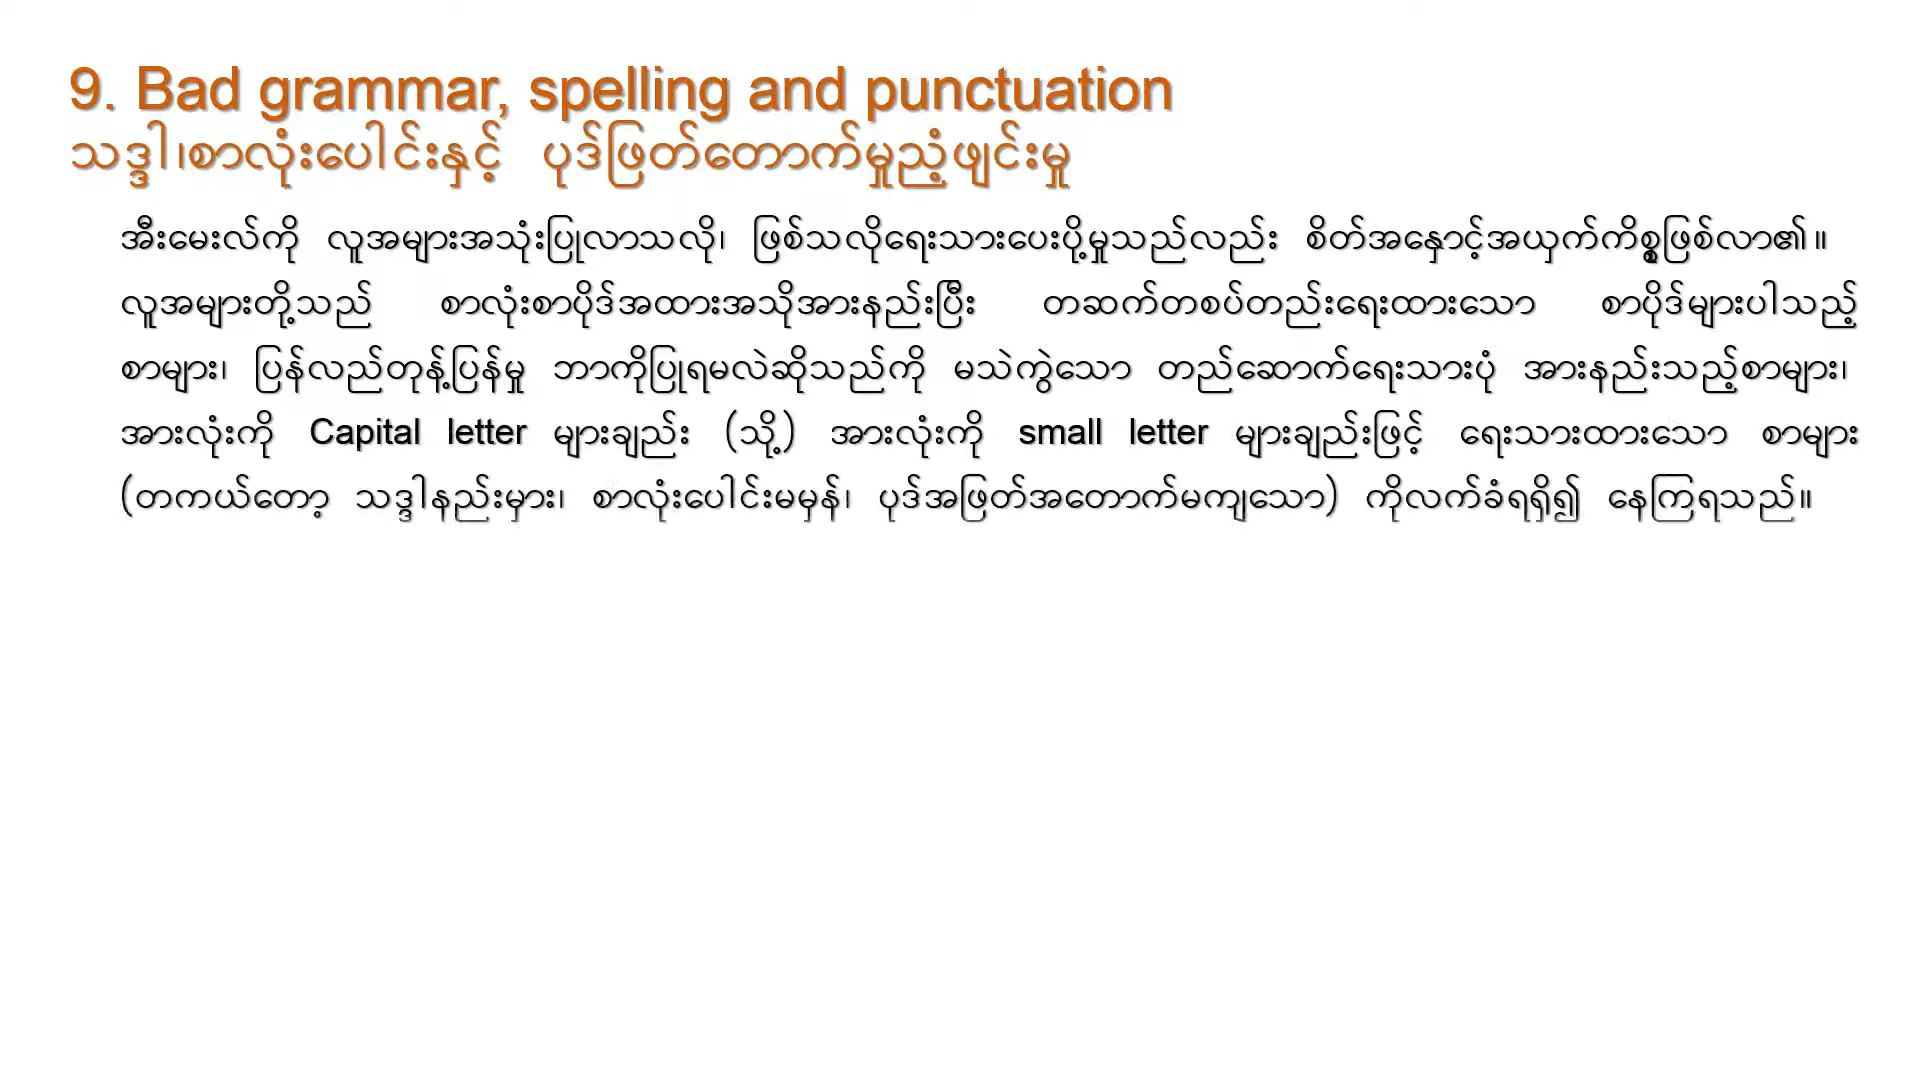 9. Bad grammar, spelling and punctuation
သဒ္ဒါ၊စာလုံးပေါင်းနှင့် ပုဒ်ဖြတ်တောက်မှုညံ့ဖျင်းမှု
အီးမေးလ်ကို လူအများအသုံးပြုလာသလို၊ ဖြစ်သလိုရေးသားပေးပို့မှုသည်လည်း စိတ်အနှောင့်အယှက်ကိစ္စဖြစ်လာ၏။
လူအများတို့သည် စာလုံးစာပိုဒ်အထားအသိုအားနည်းပြီး တဆက်တစပ်တည်းရေးထားသော စာပိုဒ်များပါသည့်
စာများ၊ ပြန်လည်တုန့်ပြန်မှု ဘာကိုပြုရမလဲဆိုသည်ကို မသဲကွဲသော တည်ဆောက်ရေးသားပုံ အားနည်းသည့်စာများ၊
အားလုံးကို Capital letter များချည်း (သို့) အားလုံးကို small letter များချည်းဖြင့် ရေးသားထားသော စာများ
(တကယ်တော့ သဒ္ဒါနည်းမှား၊ စာလုံးပေါင်းမမှန်၊ ပုဒ်အဖြတ်အတောက်မကျသော) ကိုလက်ခံရရှိ၍ နေကြရသည်။